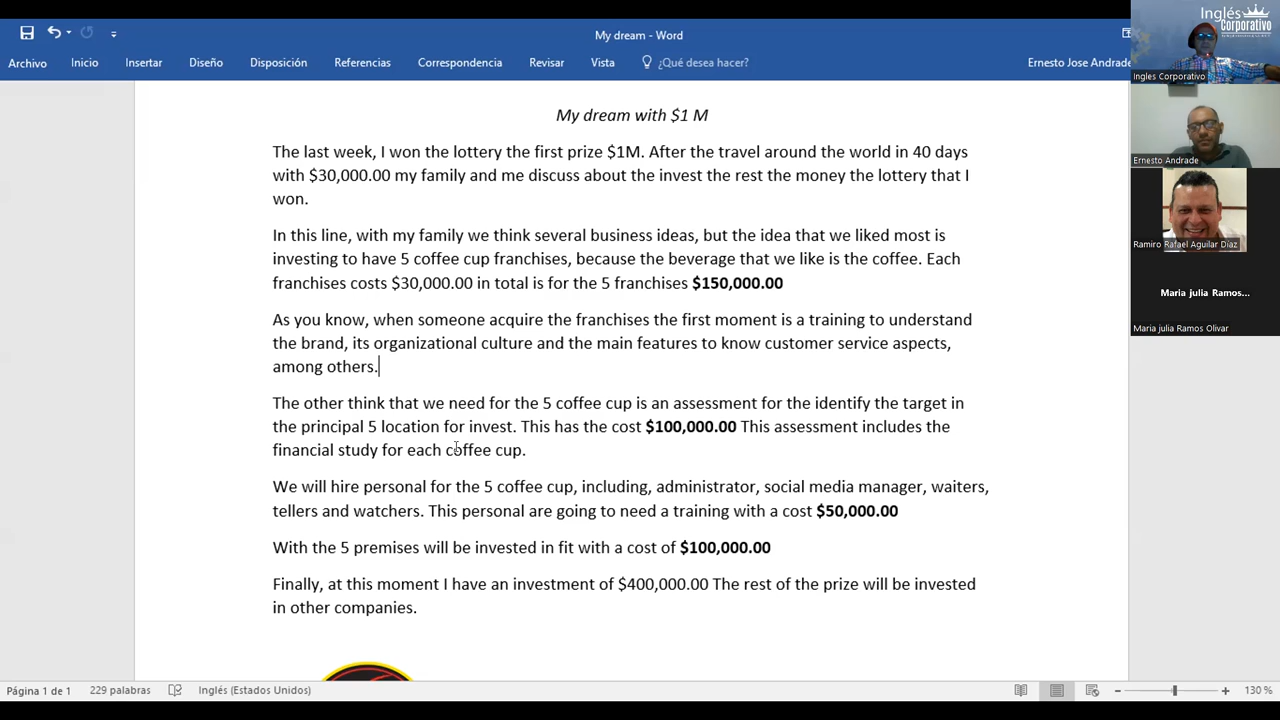 My dream - Word
Archivo Inicio Insertar Diseño Disposición Referencias Correspondencia Revisar Vista ¿Qué desea hacer? Ernesto Jose Andrade
My dream with $1 M
The last week, I won the lottery the first prize $1M. After the travel around the world in 40 days
with $30,000.00 my family and me discuss about the invest the rest the money the lottery that I
won.
In this line, with my family we think several business ideas, but the idea that we liked most is
investing to have 5 coffee cup franchises, because the beverage that we like is the coffee. Each
franchises costs $30,000.00 in total is for the 5 franchises $150,000.00
As you know, when someone acquire the franchises the first moment is a training to understand
the brand, its organizational culture and the main features to know customer service aspects,
among others.
The other think that we need for the 5 coffee cup is an assessment for the identify the target in
the principal 5 location for invest. This has the cost $100,000.00 This assessment includes the
financial study for each coffee cup.
We will hire personal for the 5 coffee cup, including, administrator, social media manager, waiters,
tellers and watchers. This personal are going to need a training with a cost $50,000.00
With the 5 premises will be invested in fit with a cost of $100,000.00
Finally, at this moment I have an investment of $400,000.00 The rest of the prize will be invested
in other companies.
Página 1 de 1 229 palabras Inglés (Estados Unidos) 130 %
Inglés
Corporativo
Ingles Corporativo
Ernesto Andrade
Ramiro Rafael Aguilar Díaz
Maria julia Ramos...
Maria julia Ramos Olivar